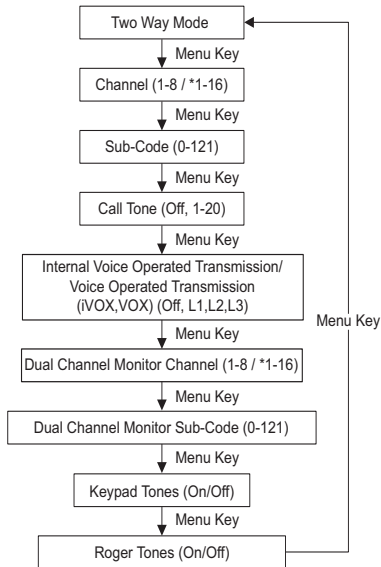 Two Way Mode
Menu Key
Channel (1-8 / *1-16)
Menu Key
Sub-Code (0-121)
Menu Key
Call Tone (Off, 1-20)
Menu Key
Internal Voice Operated Transmission/
Voice Operated Transmission
(iVOX,VOX) (Off, L1,L2,L3)
Menu Key
Menu Key
Dual Channel Monitor Channel (1-8 / *1-16)
Menu Key
Dual Channel Monitor Sub-Code (0-121)
Menu Key
Keypad Tones (On/Off)
Menu Key
Roger Tones (On/Off)